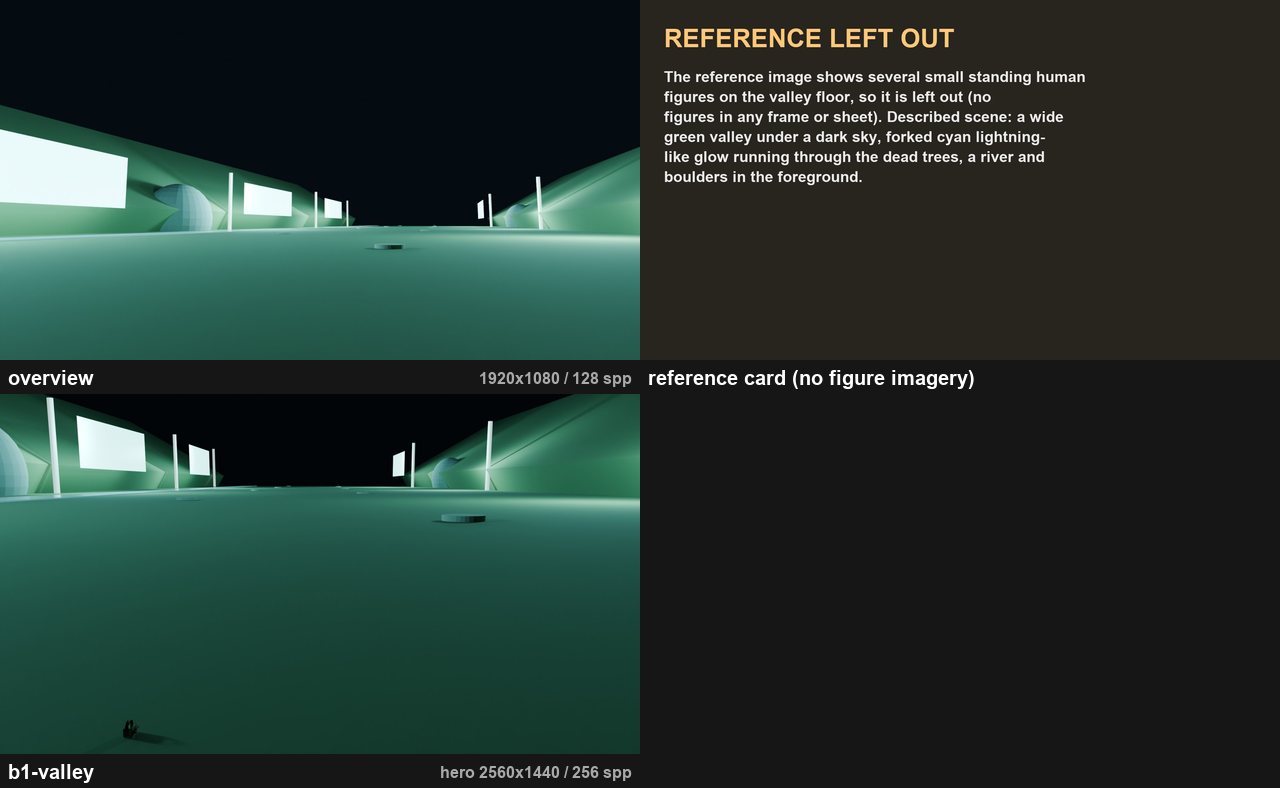 REFERENCE LEFT OUT
The reference image shows several small standing human
figures on the valley floor, so it is left out (no
figures in any frame or sheet). Described scene: a wide
green valley under a dark sky, forked cyan lightning-
like glow running through the dead trees, a river and
boulders in the foreground.
overview
1920x1080 / 128 spp
reference card (no figure imagery)
b1-valley
hero 2560x1440 / 256 spp